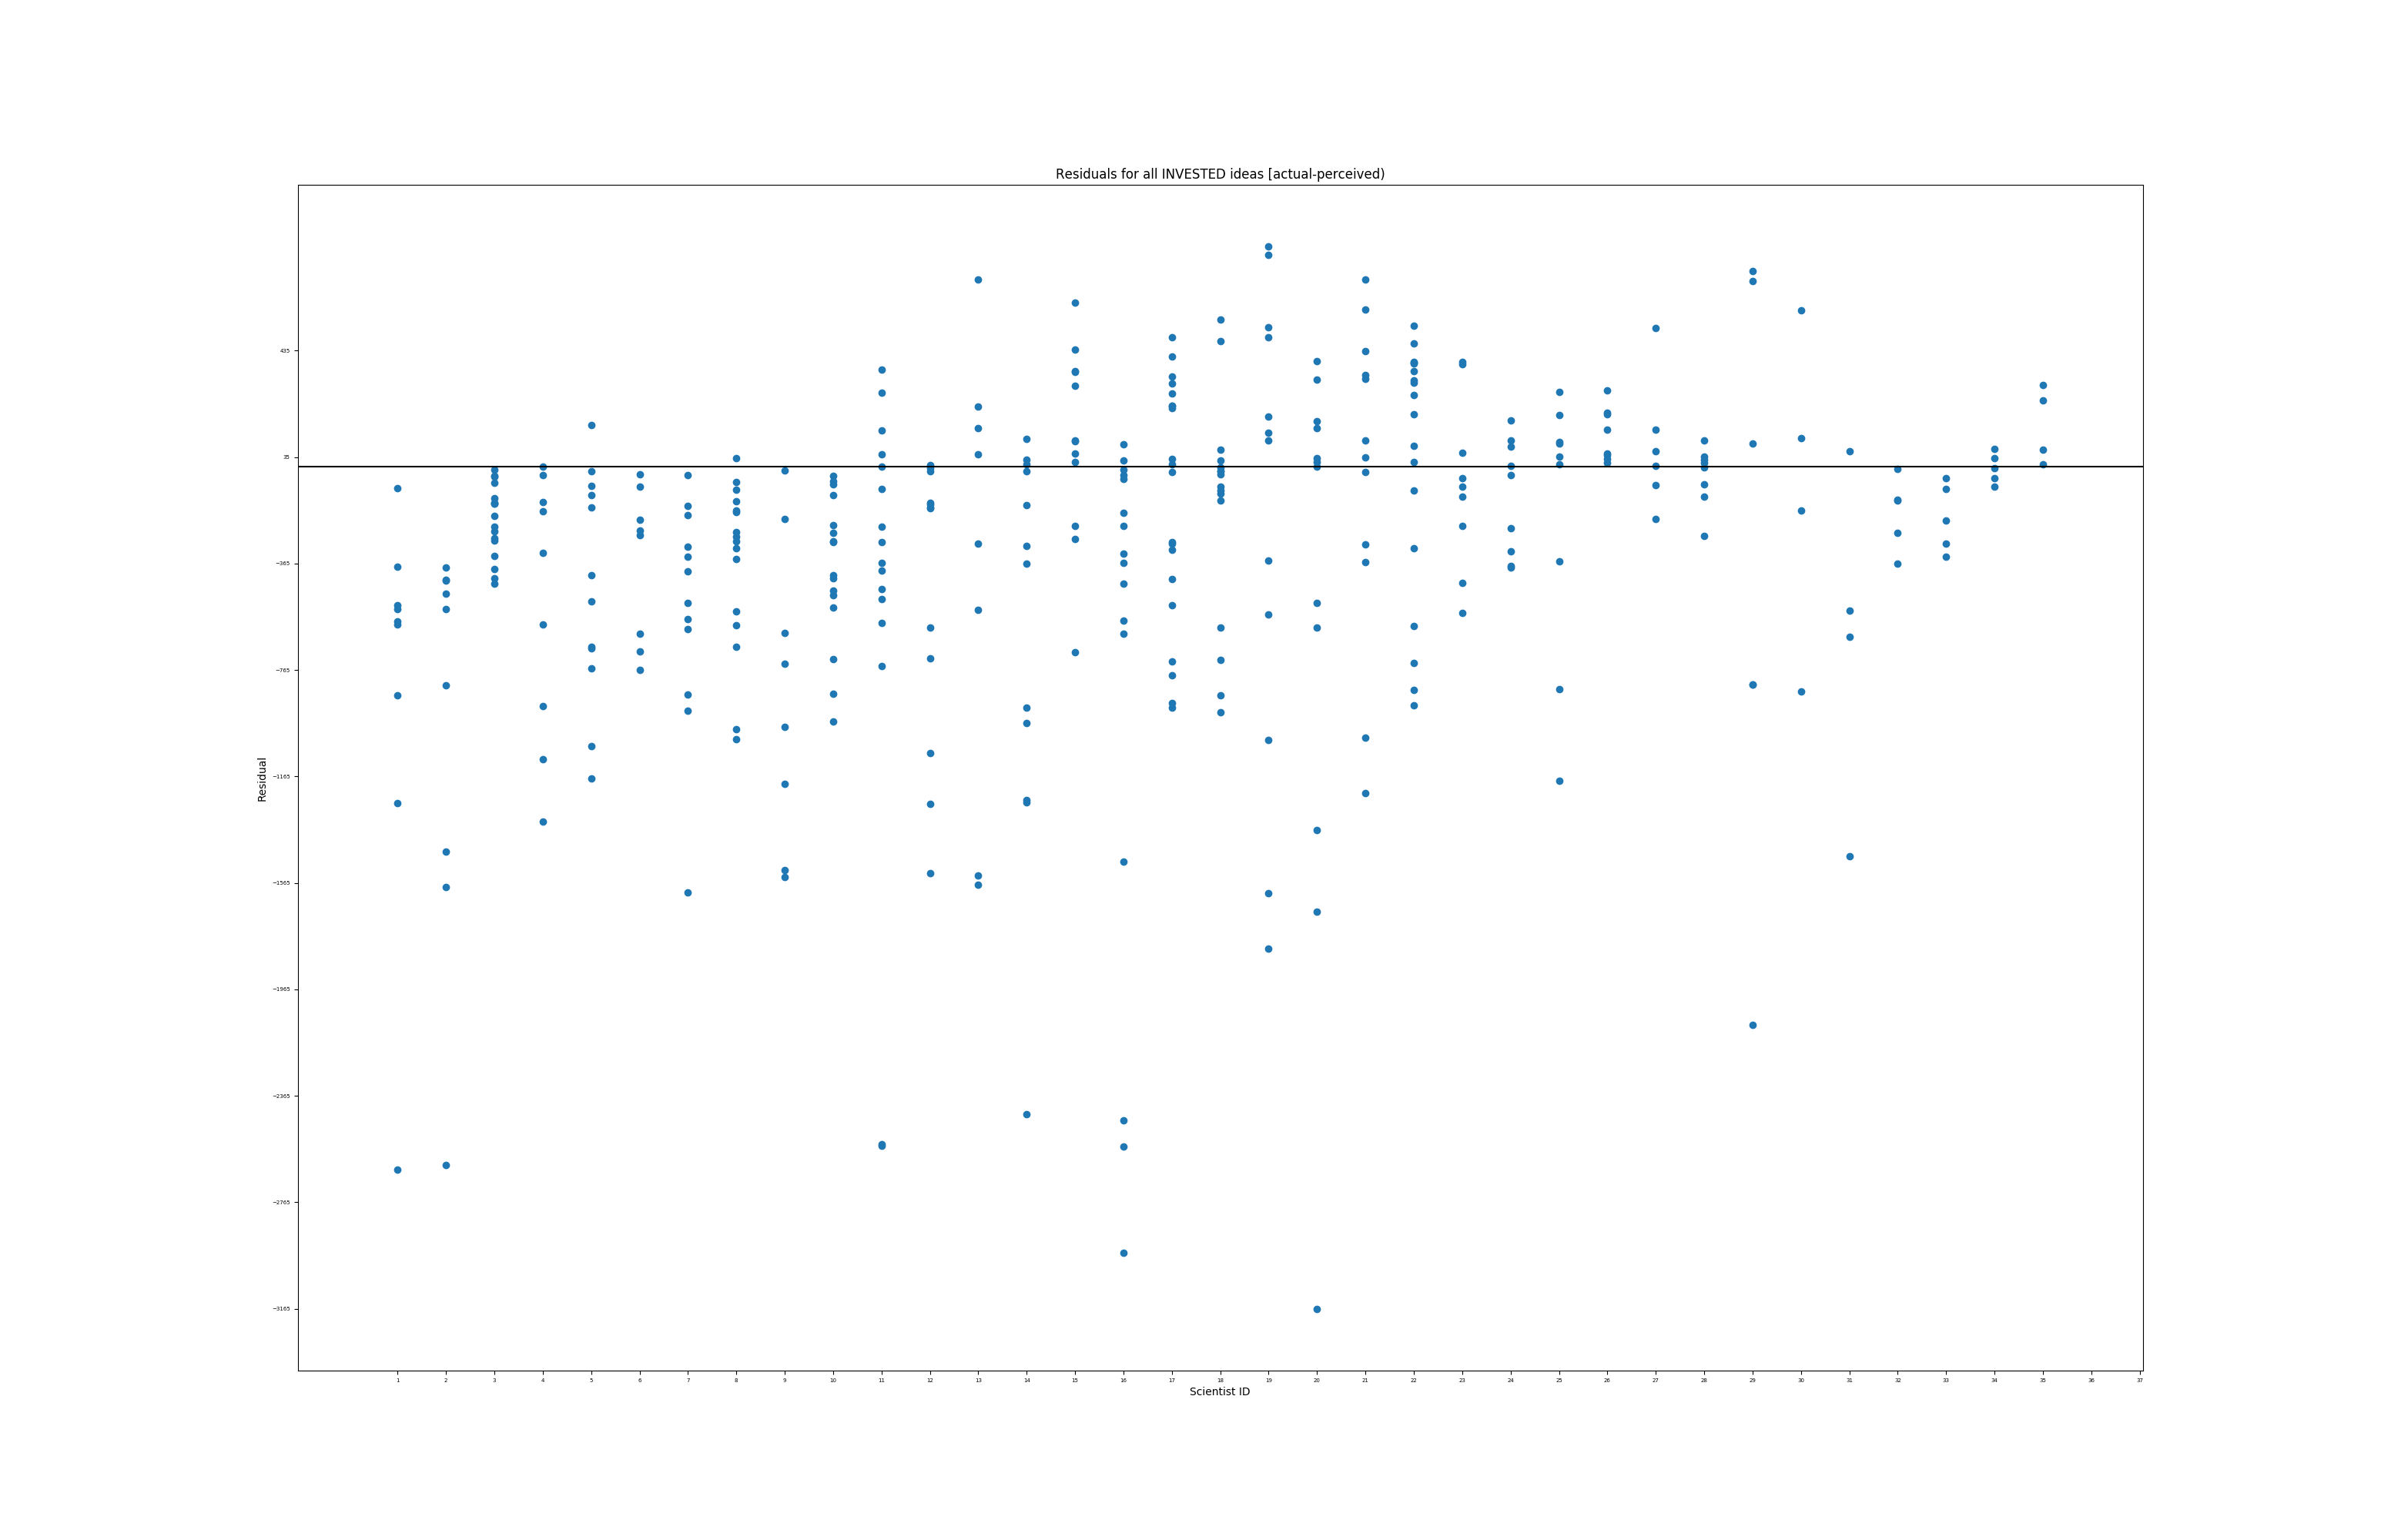 Residuals for all INVESTED ideas [actual-perceived)
435
35
−365
−765
−1165
−1565
−1965
−2365
−2765
−3165
Residual
1 2 3 4 5 6 7 8 9 10 11 12 13 14 15 16 17 18 19 20 21 22 23 24 25 26 27 28 29 30 31 32 33 34 35 36 37
Scientist ID